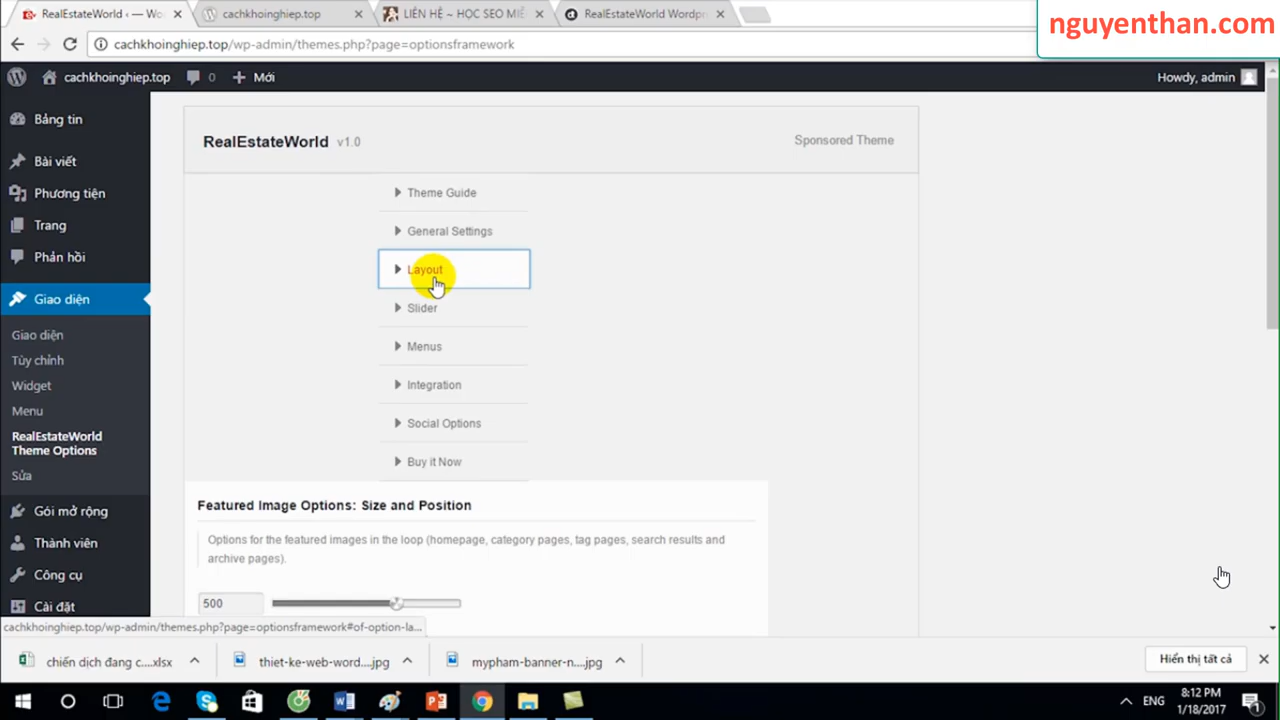 RealEstateWorld ‹ — Wo
cachkhoinghiep.top
LIÊN HỆ ~ HỌC SEO MIỄ
RealEstateWorld Wordpr
nguyenthan.com
cachkhoinghiep.top/wp-admin/themes.php?page=optionsframework
cachkhoinghiep.top
0
Mới
Howdy, admin
Bảng tin
Bài viết
Phương tiện
Trang
Phản hồi
Giao diện
Giao diện
Tùy chỉnh
Widget
Menu
RealEstateWorld
Theme Options
Sửa
Gói mở rộng
Thành viên
Công cụ
Cài đặt
RealEstateWorld v1.0
Sponsored Theme
Theme Guide
General Settings
Layout
Slider
Menus
Integration
Social Options
Buy it Now
Featured Image Options: Size and Position
Options for the featured images in the loop (homepage, category pages, tag pages, search results and
archive pages).
500
cachkhoinghiep.top/wp-admin/themes.php?page=optionsframework#of-option-la...
chiến dịch đang c....xlsx
thiet-ke-web-word....jpg
mypham-banner-n....jpg
Hiển thị tất cả
ENG
8:12 PM
1/18/2017
1